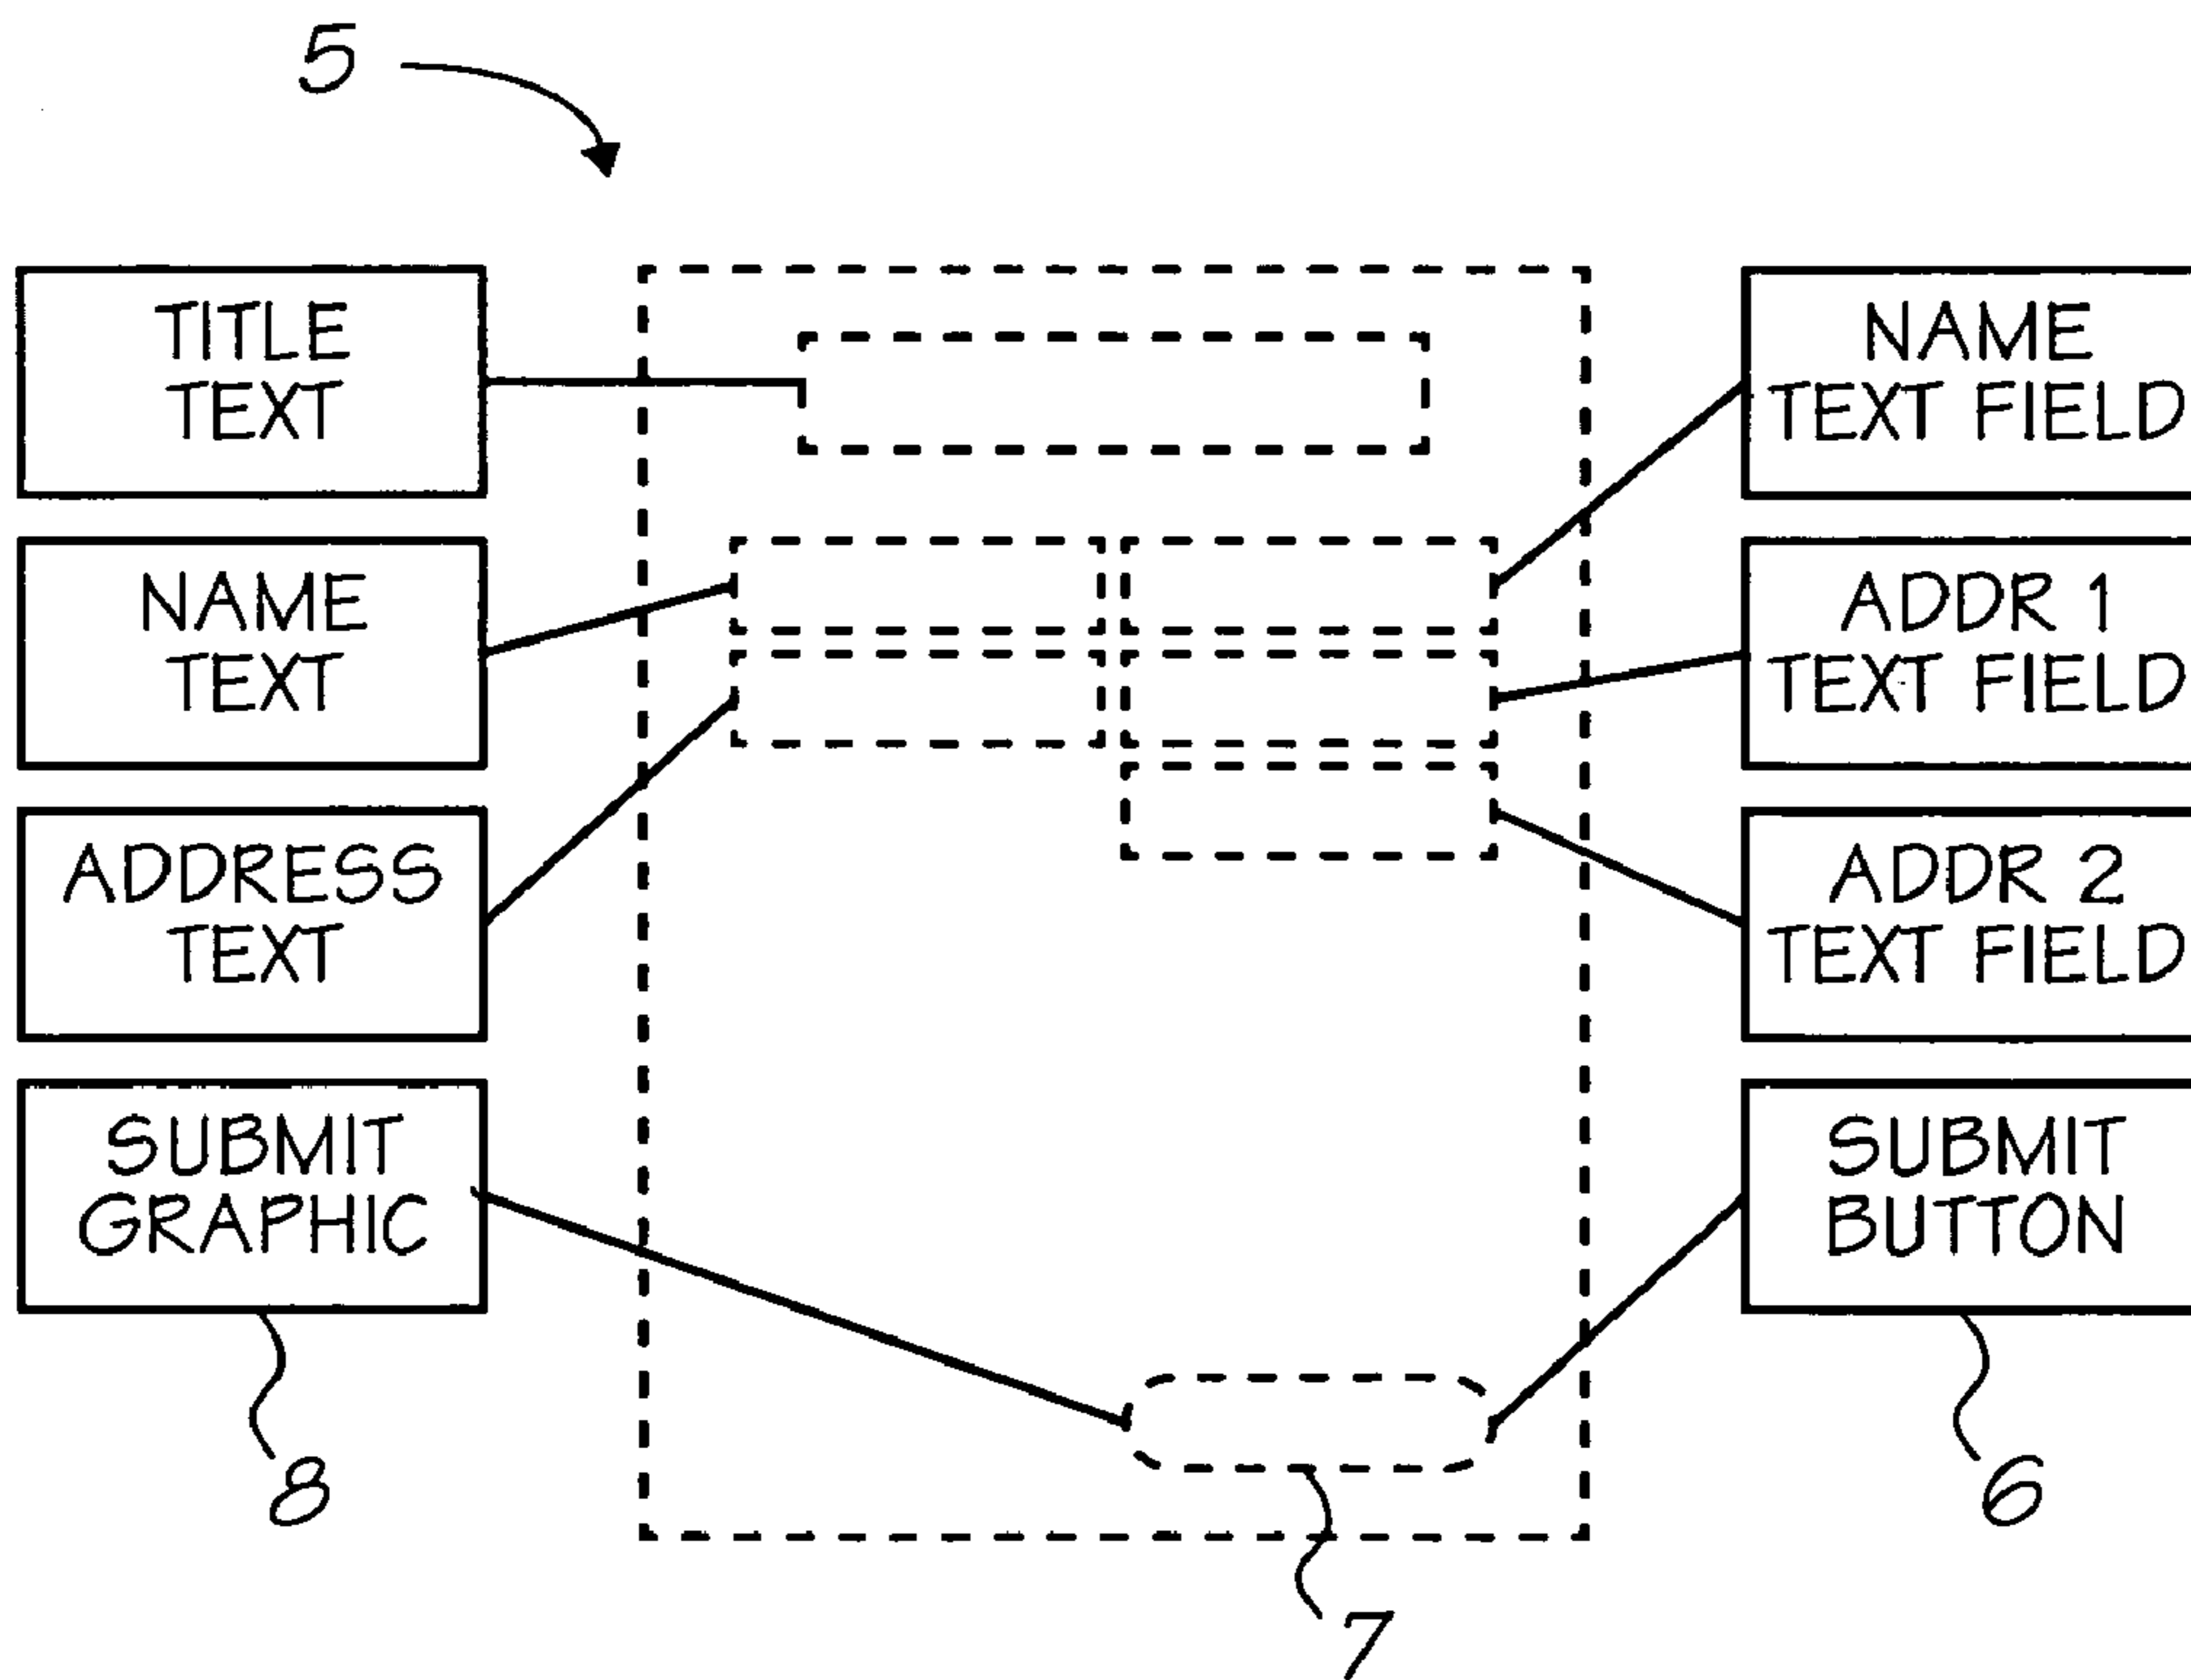 5
TITLE
TEXT
NAME
TEXT FIELD
NAME
TEXT
ADDR 1
TEXT FIELD
ADDRESS
TEXT
ADDR 2
TEXT FIELD
SUBMIT
GRAPHIC
SUBMIT
BUTTON
8
6
7